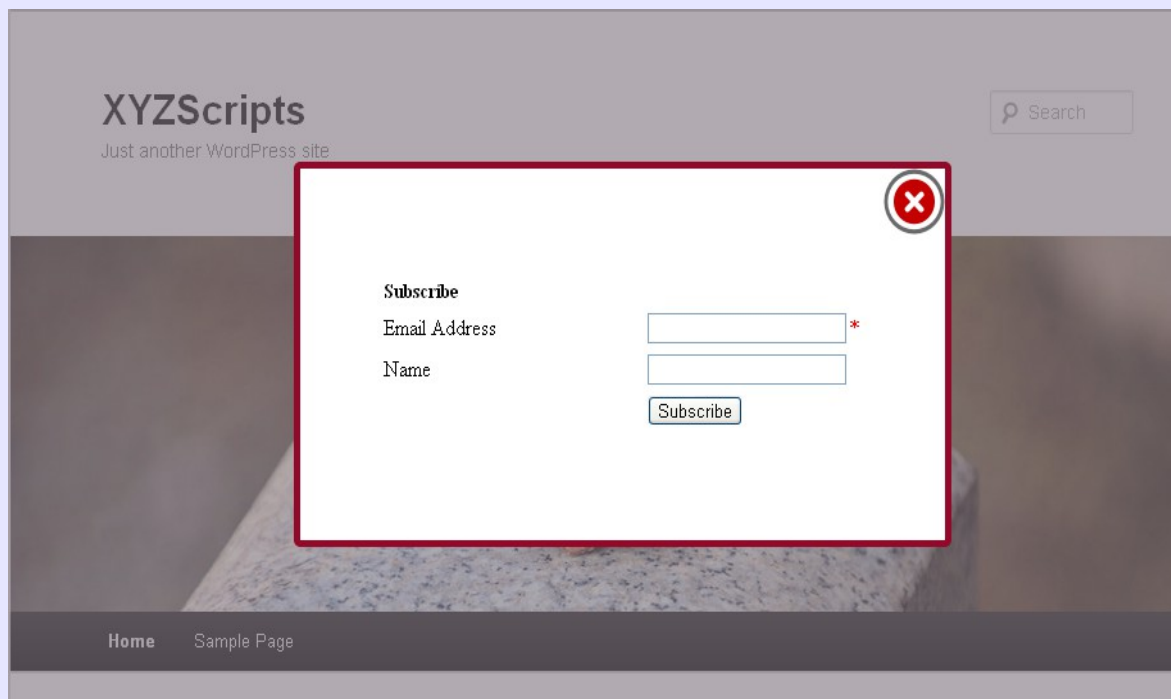 XYZScripts
Just another WordPress site
Search
Subscribe
Email Address *
Name
Subscribe
Home Sample Page